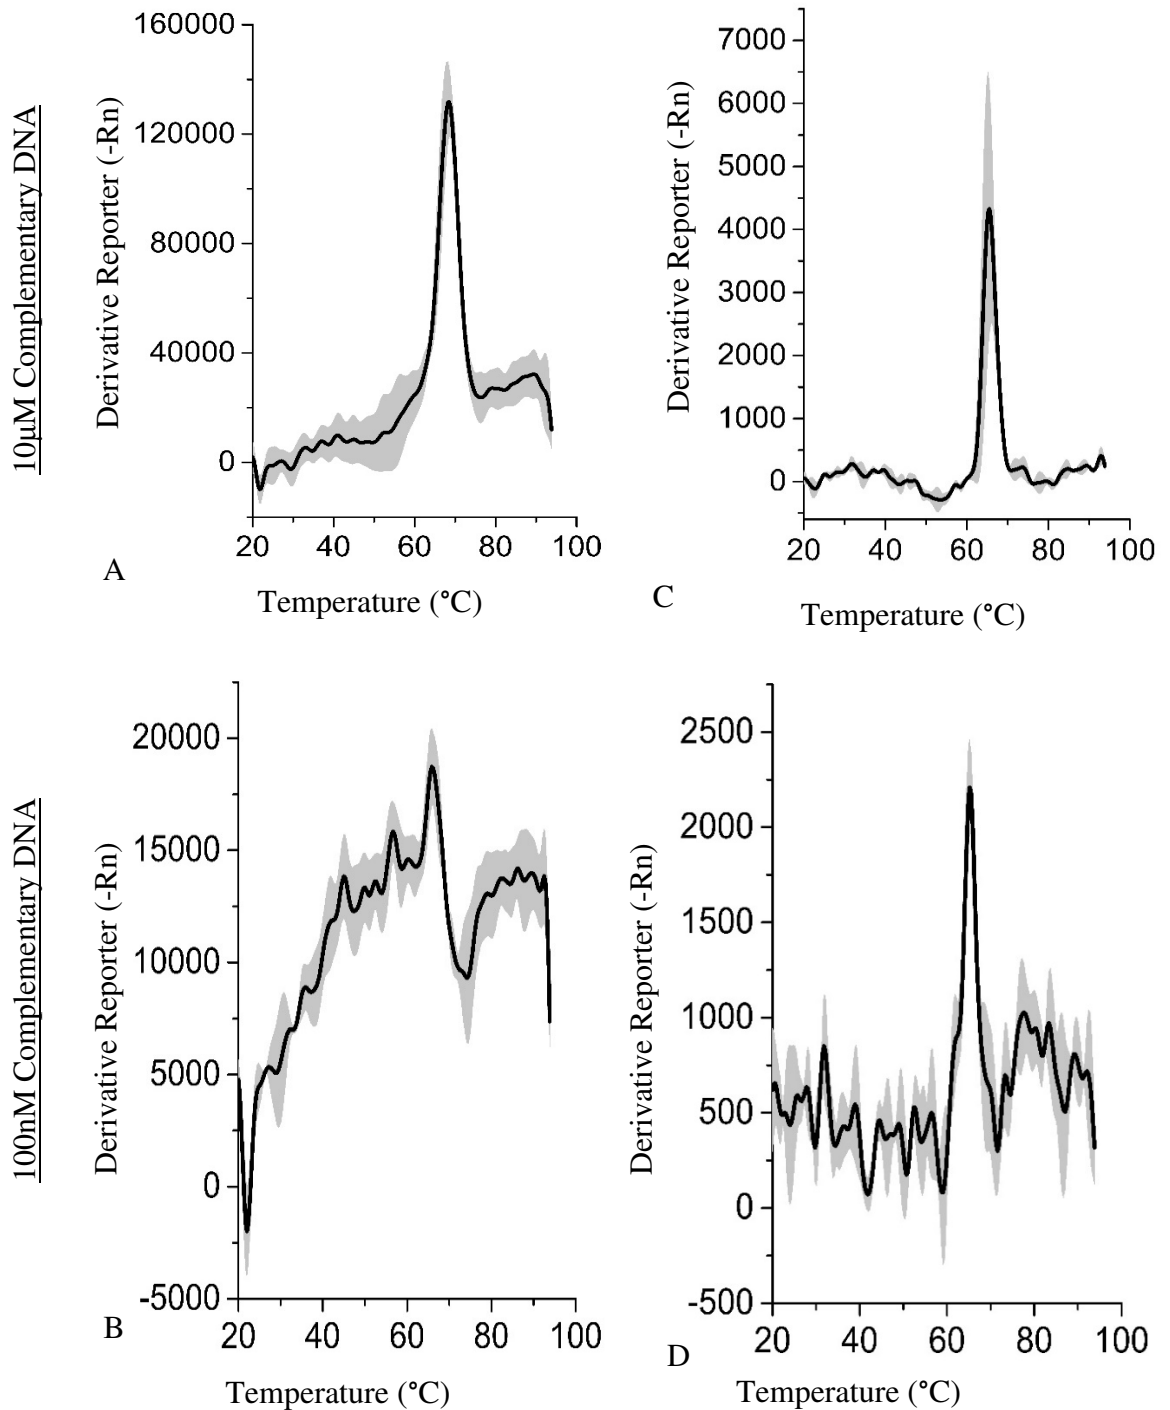 10µM Complementary DNA
Derivative Reporter (-Rn)
160000
120000
80000
40000
0
20 40 60 80 100
A
Temperature (°C)
Derivative Reporter (-Rn)
7000
6000
5000
4000
3000
2000
1000
0
20 40 60 80 100
C
Temperature (°C)
100nM Complementary DNA
Derivative Reporter (-Rn)
20000
15000
10000
5000
0
-5000
20 40 60 80 100
B
Temperature (°C)
Derivative Reporter (-Rn)
2500
2000
1500
1000
500
0
-500
20 40 60 80 100
D
Temperature (°C)